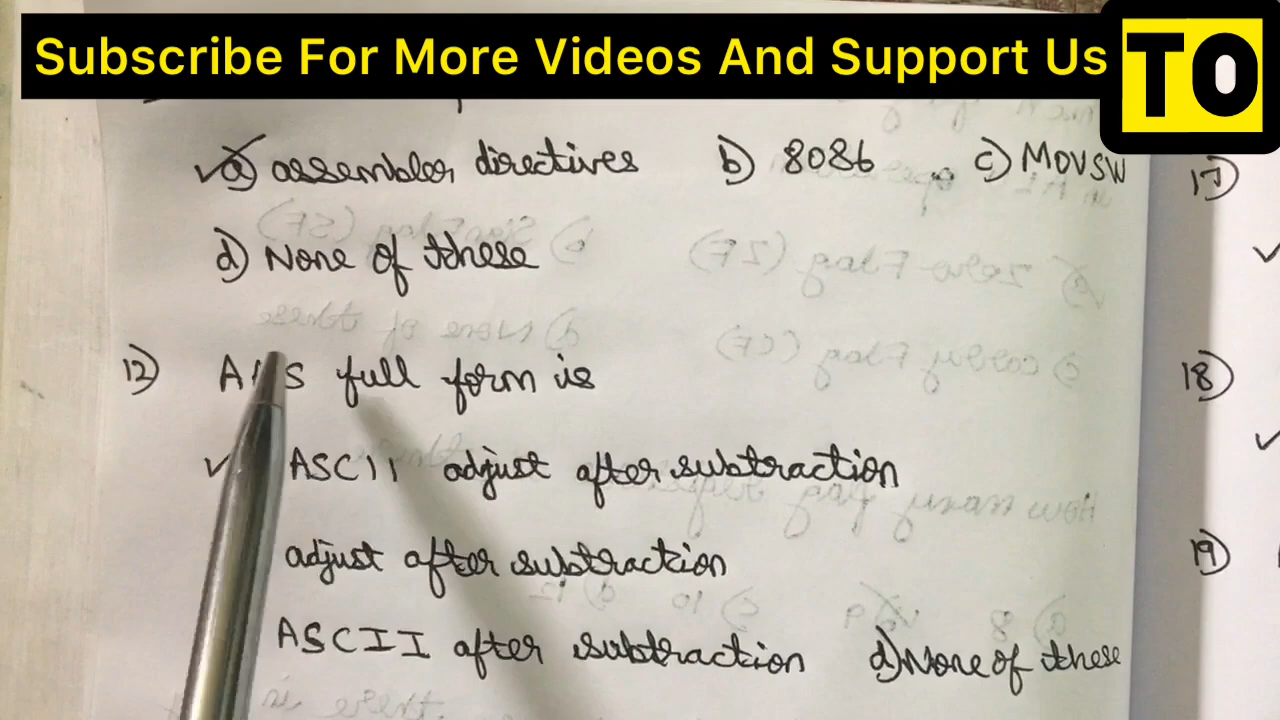 Subscribe For More Videos And Support Us TO
a) assembler directives b) 8086 c) MOVSW
d) None of these
12) full form is
ASCII adjust after subtraction
adjust after subtraction
ASCII after subtraction d) None of these
17)
18)
19)